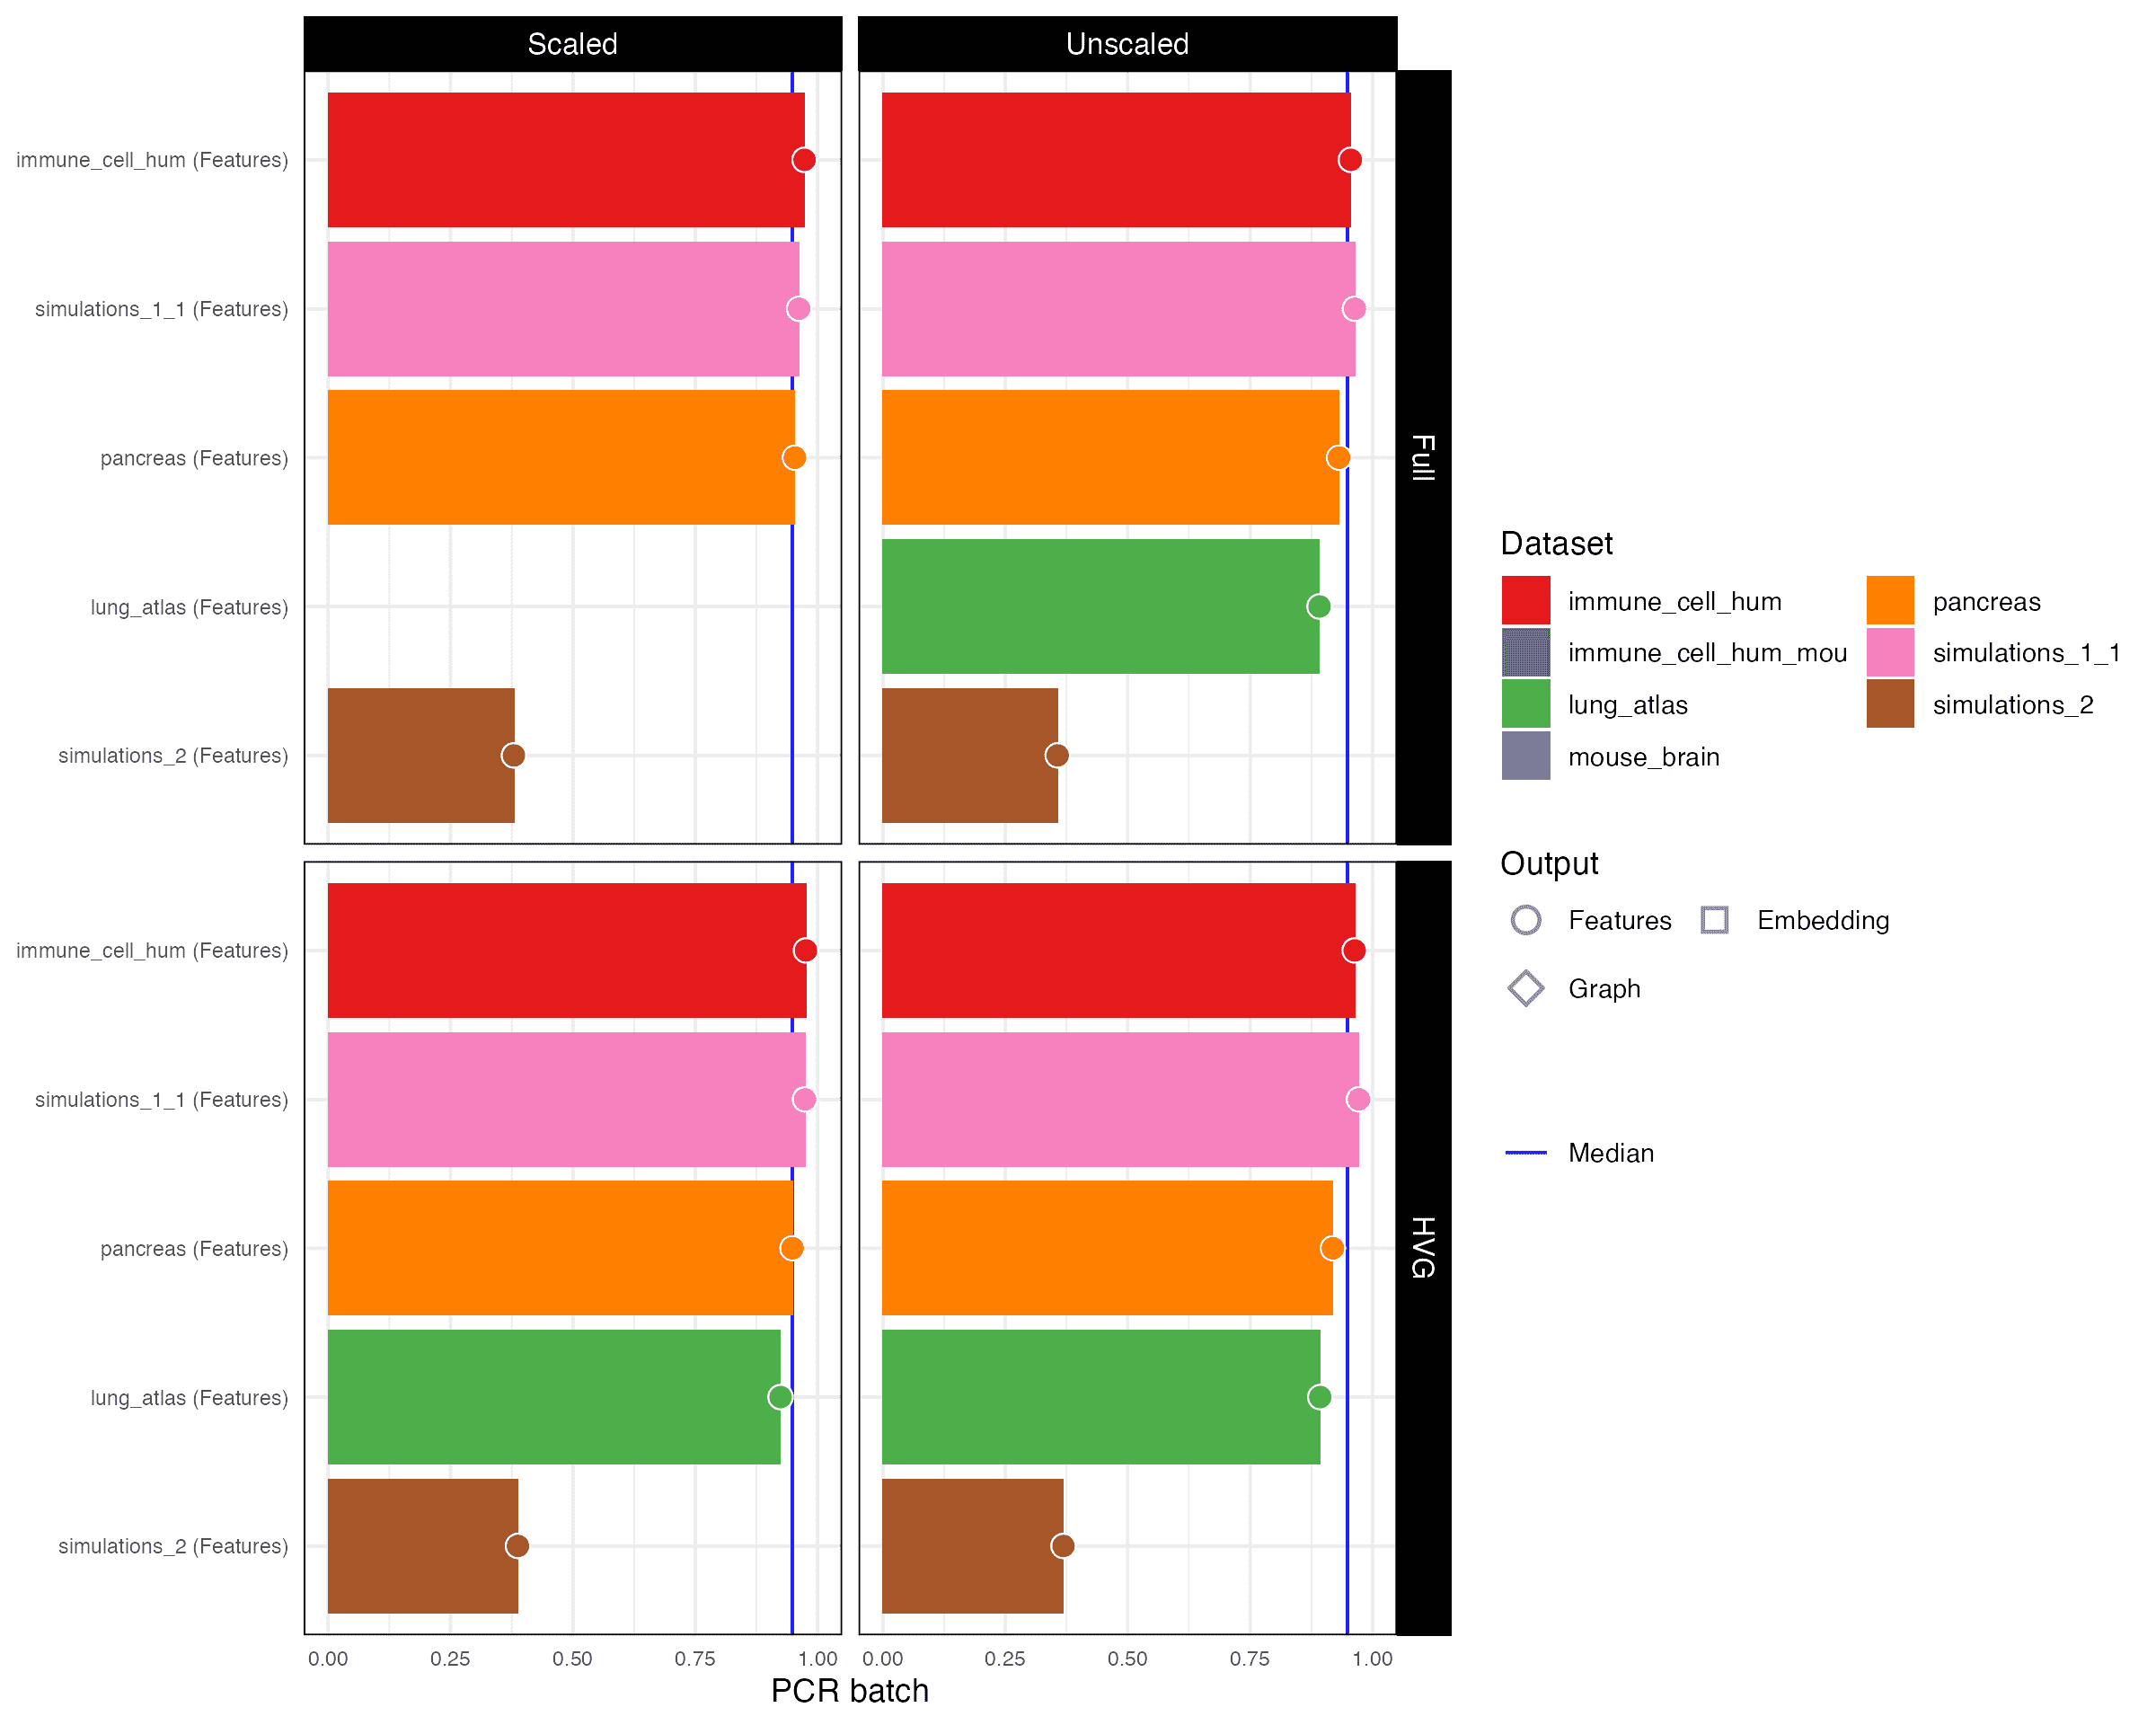 Scaled
Unscaled
immune_cell_hum (Features)
simulations_1_1 (Features)
pancreas (Features)
lung_atlas (Features)
simulations_2 (Features)
Full
immune_cell_hum (Features)
simulations_1_1 (Features)
pancreas (Features)
lung_atlas (Features)
simulations_2 (Features)
HVG
0.00 0.25 0.50 0.75 1.00
0.00 0.25 0.50 0.75 1.00
PCR batch
Dataset
immune_cell_hum
immune_cell_hum_mou
lung_atlas
mouse_brain
pancreas
simulations_1_1
simulations_2
Output
Features
Embedding
Graph
Median